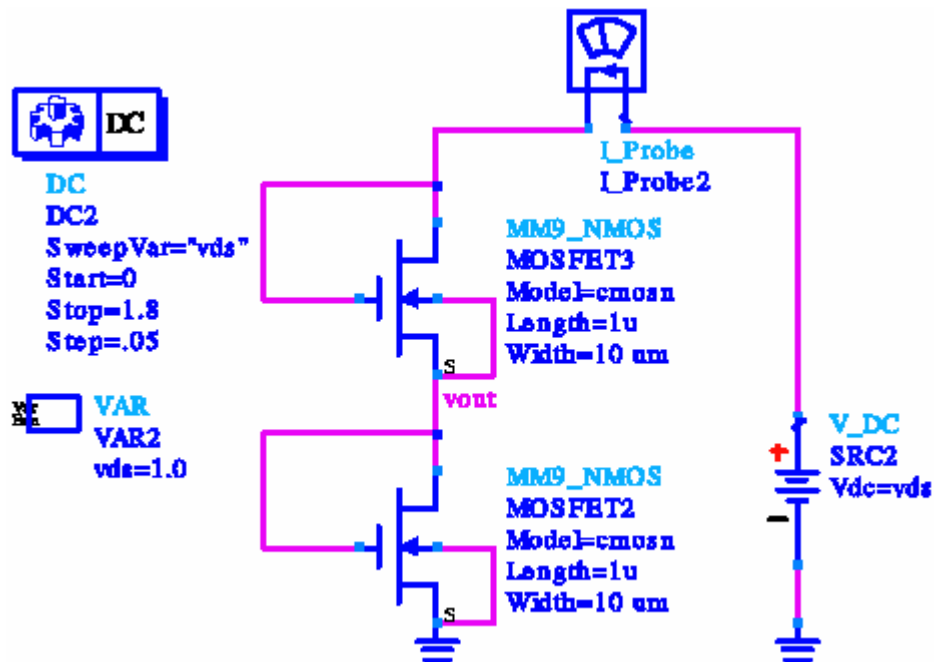 DC
DC
DC2
SweepVar="vds"
Start=0
Stop=1.8
Step=.05
VAR
VAR2
vds=1.0
I_Probe
I_Probe2
MM9_NMOS
MOSFET3
Model=cmosn
Length=1u
Width=10 um
S
vout
MM9_NMOS
MOSFET2
Model=cmosn
Length=1u
Width=10 um
S
V_DC
SRC2
Vdc=vds
+
−